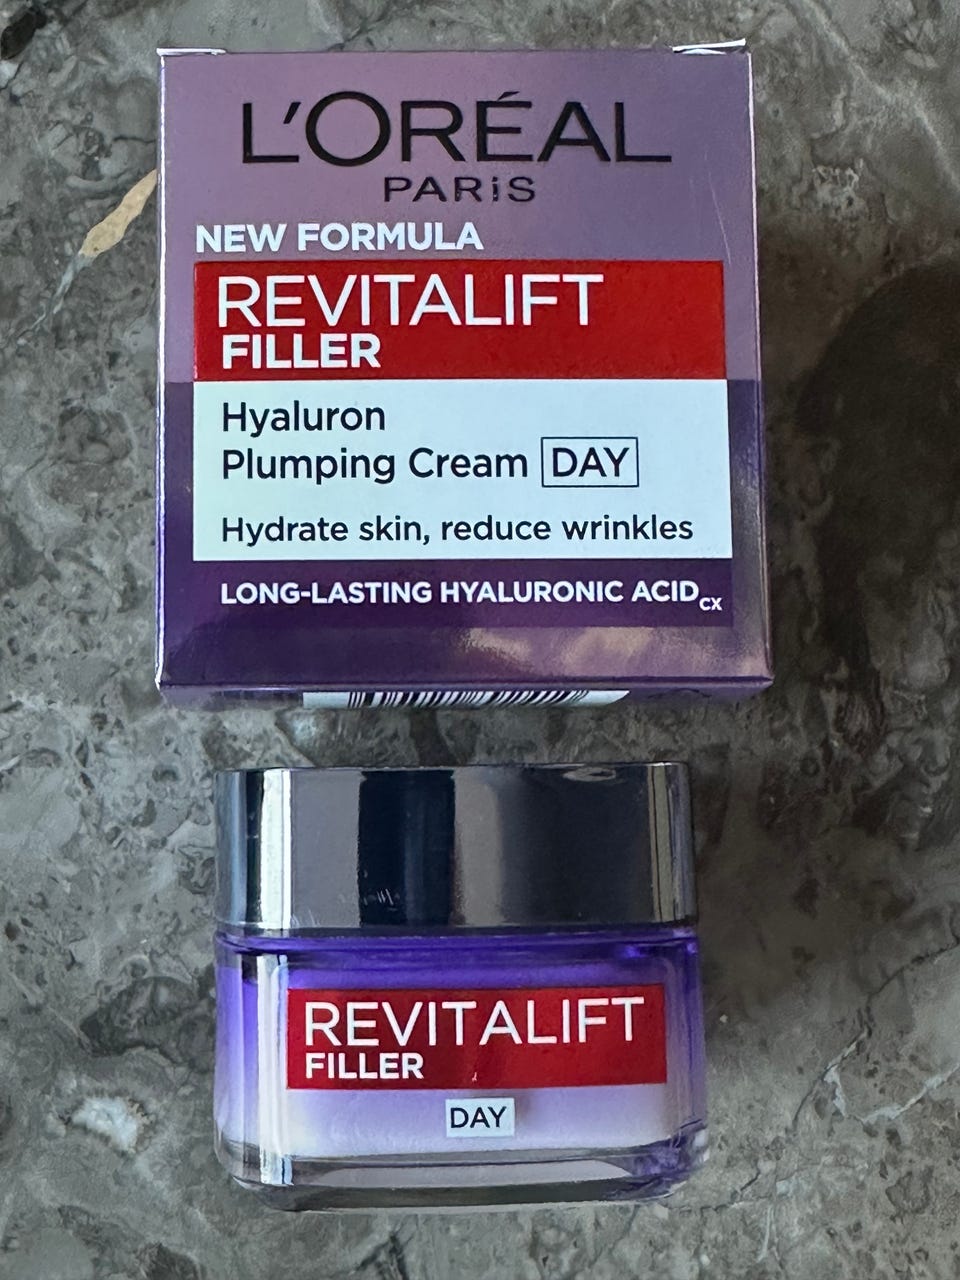 L'ORÉAL
PARiS
NEW FORMULA
REVITALIFT
FILLER
Hyaluron
Plumping Cream DAY
Hydrate skin, reduce wrinkles
LONG-LASTING HYALURONIC ACIDCX
REVITALIFT
FILLER
DAY